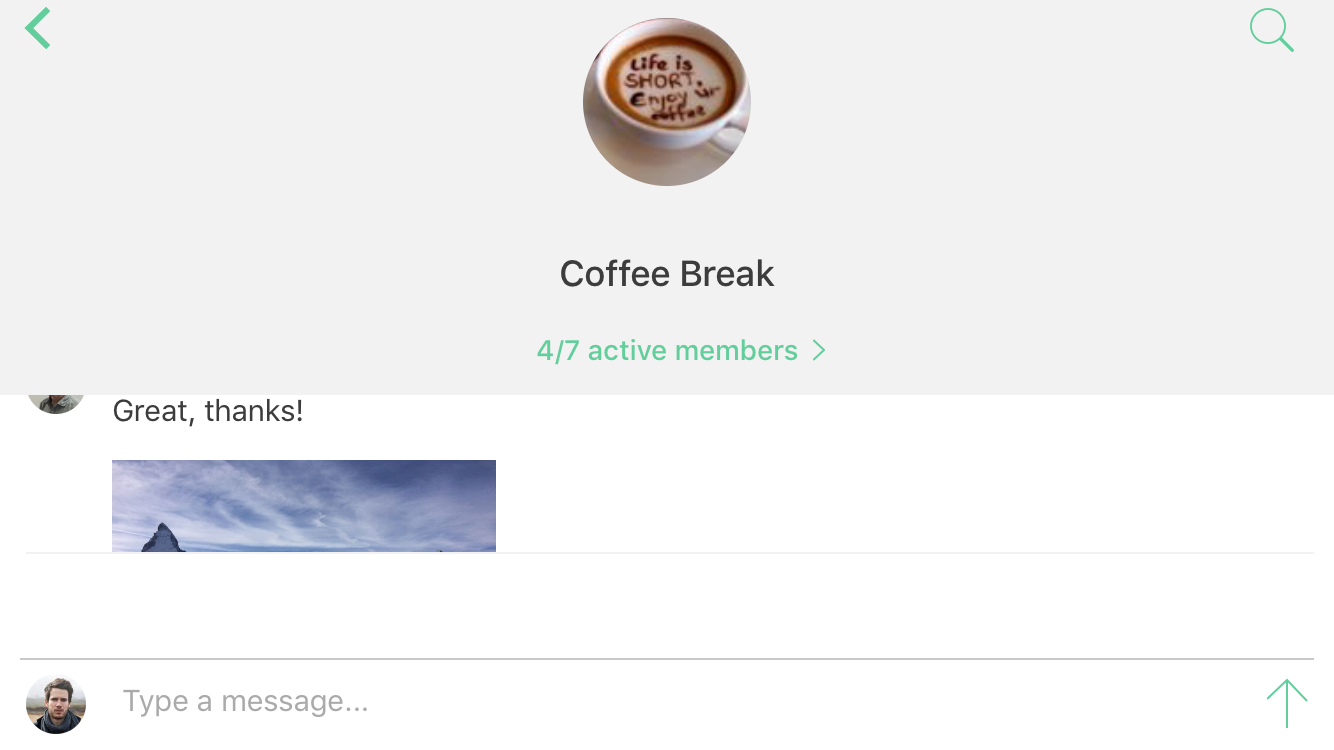 Life is
SHORT.
Enjoy ur
coffee
Coffee Break
4/7 active members
Great, thanks!
Type a message...